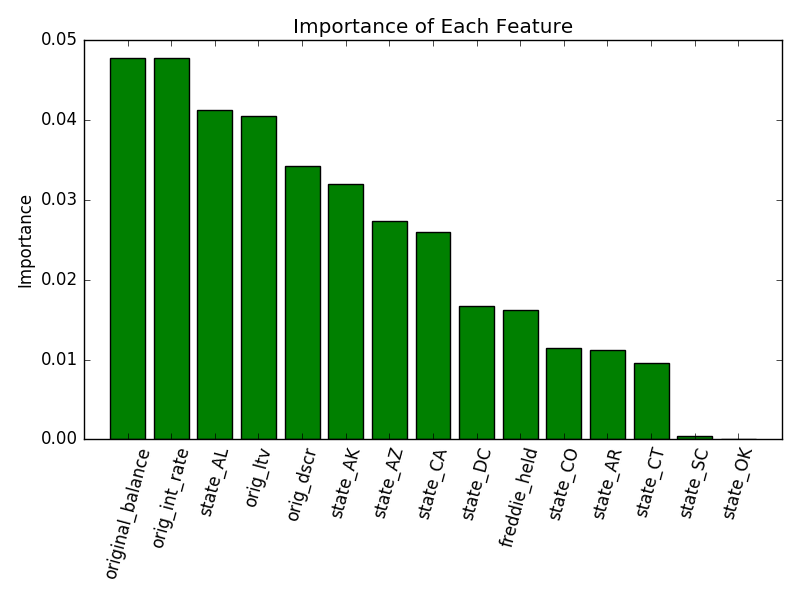 Importance of Each Feature
0.05
0.04
0.03
0.02
0.01
0.00
Importance
original_balance
orig_int_rate
state_AL
orig_ltv
orig_dscr
state_AK
state_AZ
state_CA
state_DC
freddie_held
state_CO
state_AR
state_CT
state_SC
state_OK